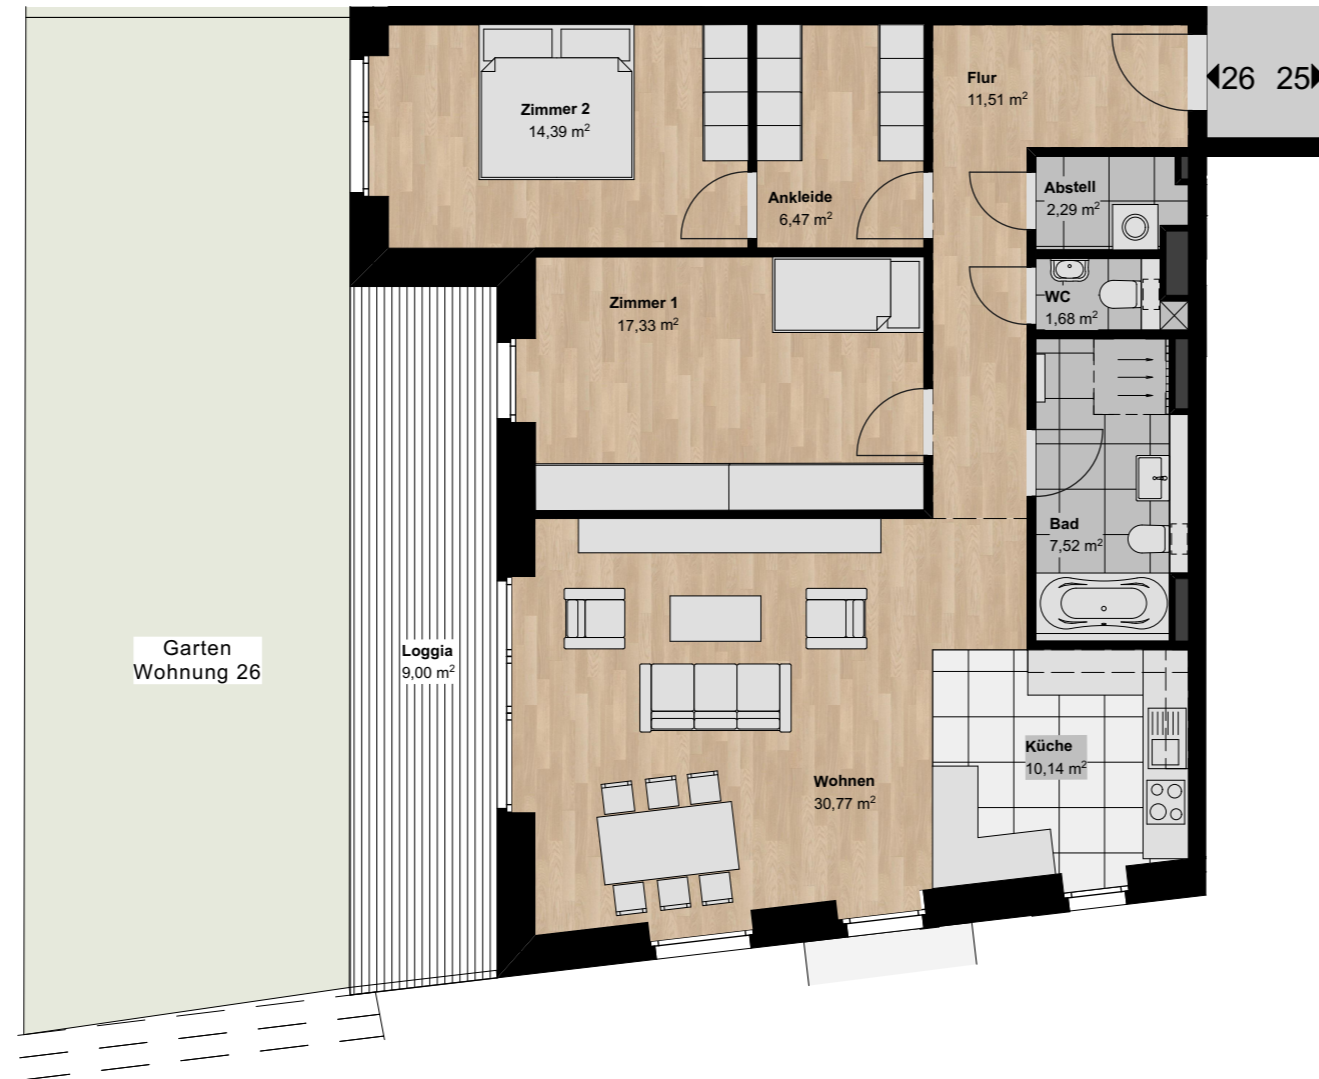 Zimmer 2
14,39 m²
Flur
11,51 m²
26 25
Ankleide
6,47 m²
Abstell
2,29 m²
Zimmer 1
17,33 m²
WC
1,68 m²
Bad
7,52 m²
Garten
Wohnung 26
Loggia
9,00 m²
Küche
10,14 m²
Wohnen
30,77 m²